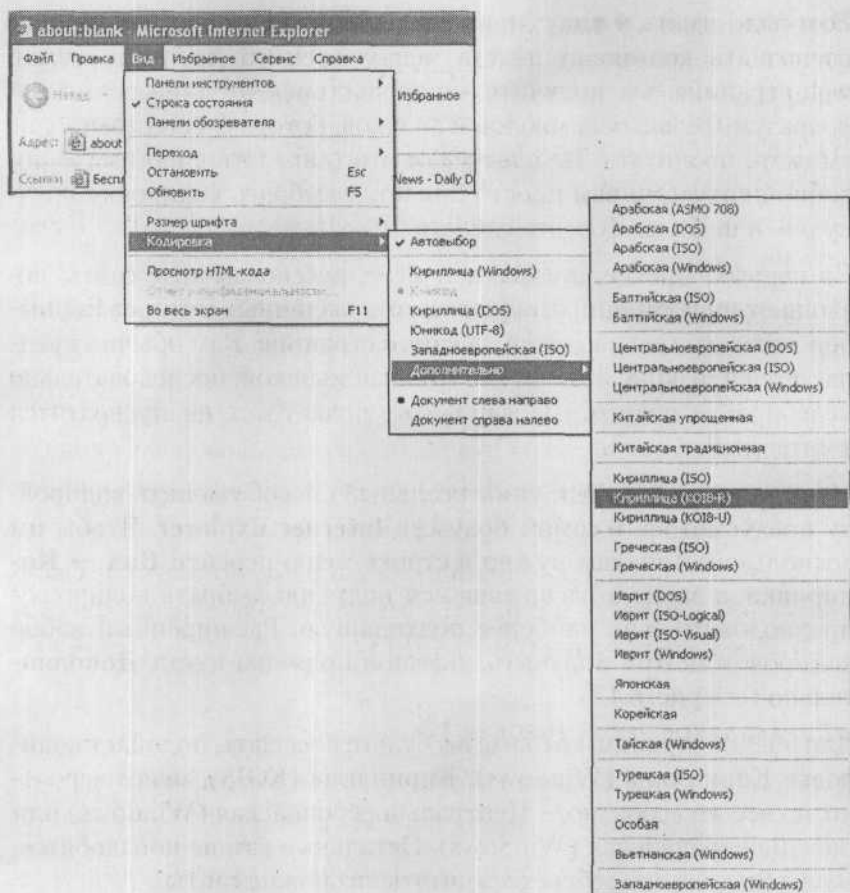 about:blank - Microsoft Internet Explorer
Файл Правка Вид Избранное Сервис Справка
Панели инструментов
Строка состояния
Панели обозревателя
Переход
Остановить Esc
Обновить F5
Размер шрифта
Кодировка
Просмотр HTML-кода
Во весь экран F11
Назад
Избранное
Адрес: about
Ссылки Беспл
News - Daily D
Автовыбор
Кириллица (Windows)
Юникод
Кириллица (DOS)
Юникод (UTF-8)
Западноевропейская (ISO)
Дополнительно
Документ слева направо
Документ справа налево
Арабская (ASMO 708)
Арабская (DOS)
Арабская (ISO)
Арабская (Windows)
Балтийская (ISO)
Балтийская (Windows)
Центральноевропейская (DOS)
Центральноевропейская (ISO)
Центральноевропейская (Windows)
Китайская упрощенная
Китайская традиционная
Кириллица (ISO)
Кириллица (KOI8-R)
Кириллица (KOI8-U)
Греческая (ISO)
Греческая (Windows)
Иврит (DOS)
Иврит (ISO-Logical)
Иврит (ISO-Visual)
Иврит (Windows)
Японская
Корейская
Тайская (Windows)
Турецкая (ISO)
Турецкая (Windows)
Особая
Вьетнамская (Windows)
Западноевропейская (Windows)